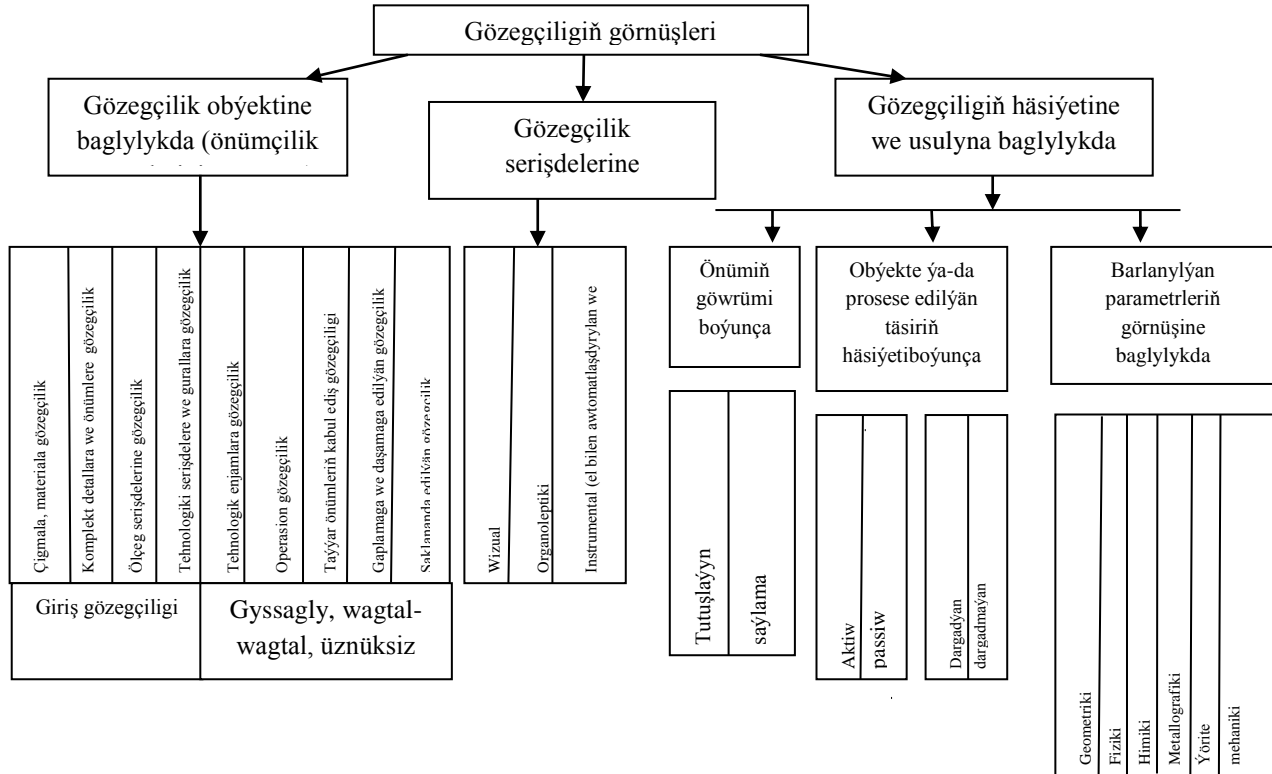 Gözegçiligiň görnüşleri
Gözegçilik obýektine
baglylykda (önümçilik
Gözegçilik
serişdelerine
Gözegçiligiň häsiýetine
we usulyna baglylykda
Çigmala, materiala gözegçilik
Komplekt detallara we önümlere gözegçilik
Ölçeg serişdelerine gözegçilik
Tehnologiki serişdelere we gurallara gözegçilik
Tehnologik enjamlara gözegçilik
Operasion gözegçilik
Taýýar önümleriň kabul ediş gözegçiligi
Gaplamaga we daşamaga edilýän gözegçilik
Saklananda edilýän gözegçilik
Giriş gözegçiligi
Gyssagly, wagtal-
wagtal, üznüksiz
Wizual
Organoleptiki
Instrumental (el bilen awtomatlaşdyrylan we
Önümiň
göwrümi
boýunça
Tutuşlaýyn
saýlama
Obýekte ýa-da
prosese edilýän
täsiriň
häsiýetiboýunça
Aktiw
passiw
Dargadýan
dargadmaýan
Barlanylýan
parametrleriň
görnüşine
baglylykda
Geometriki
Fiziki
Himiki
Metallografiki
Ýörite
mehaniki